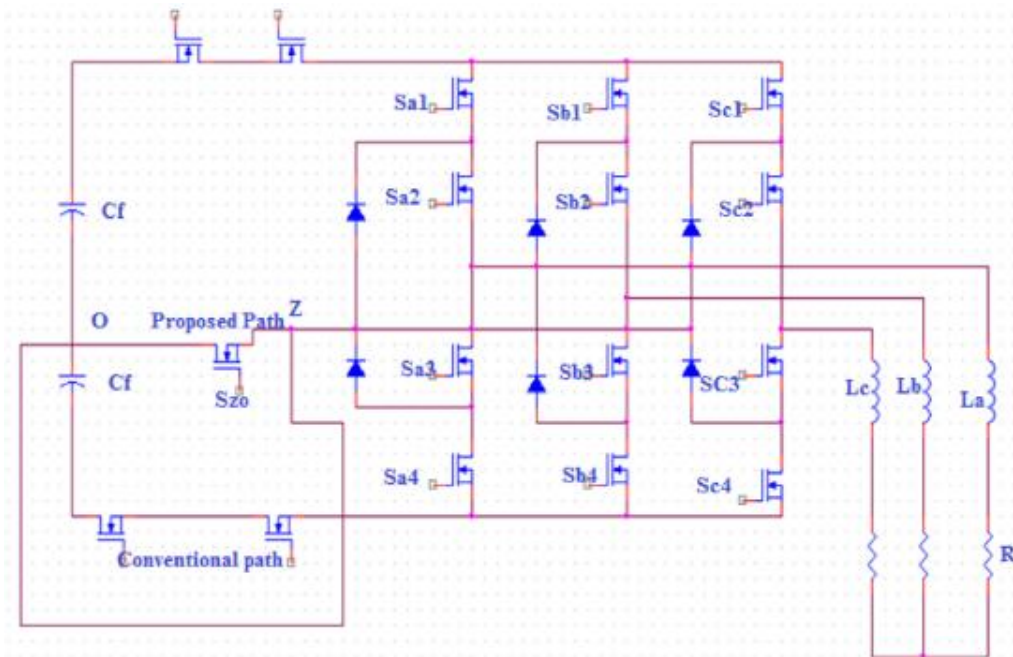 Sa1
Sb1
Sc1
Cf
Sa2
Sb2
Sc2
O
Proposed Path
Z
Cf
Szo
Sa3
Sb3
SC3
Lc
Lb
La
Sa4
Sb4
Sc4
Conventional path
R